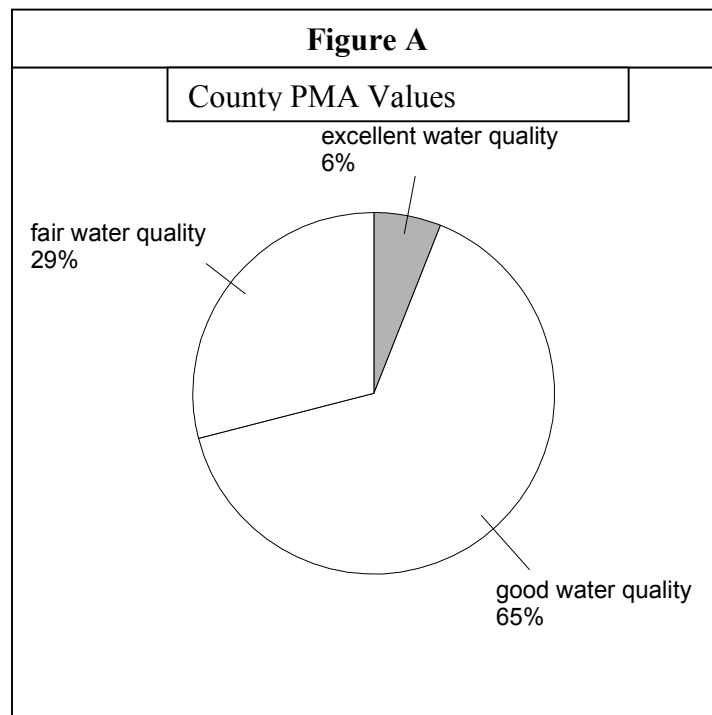 Figure A
County PMA Values
excellent water quality
6%
fair water quality
29%
good water quality
65%